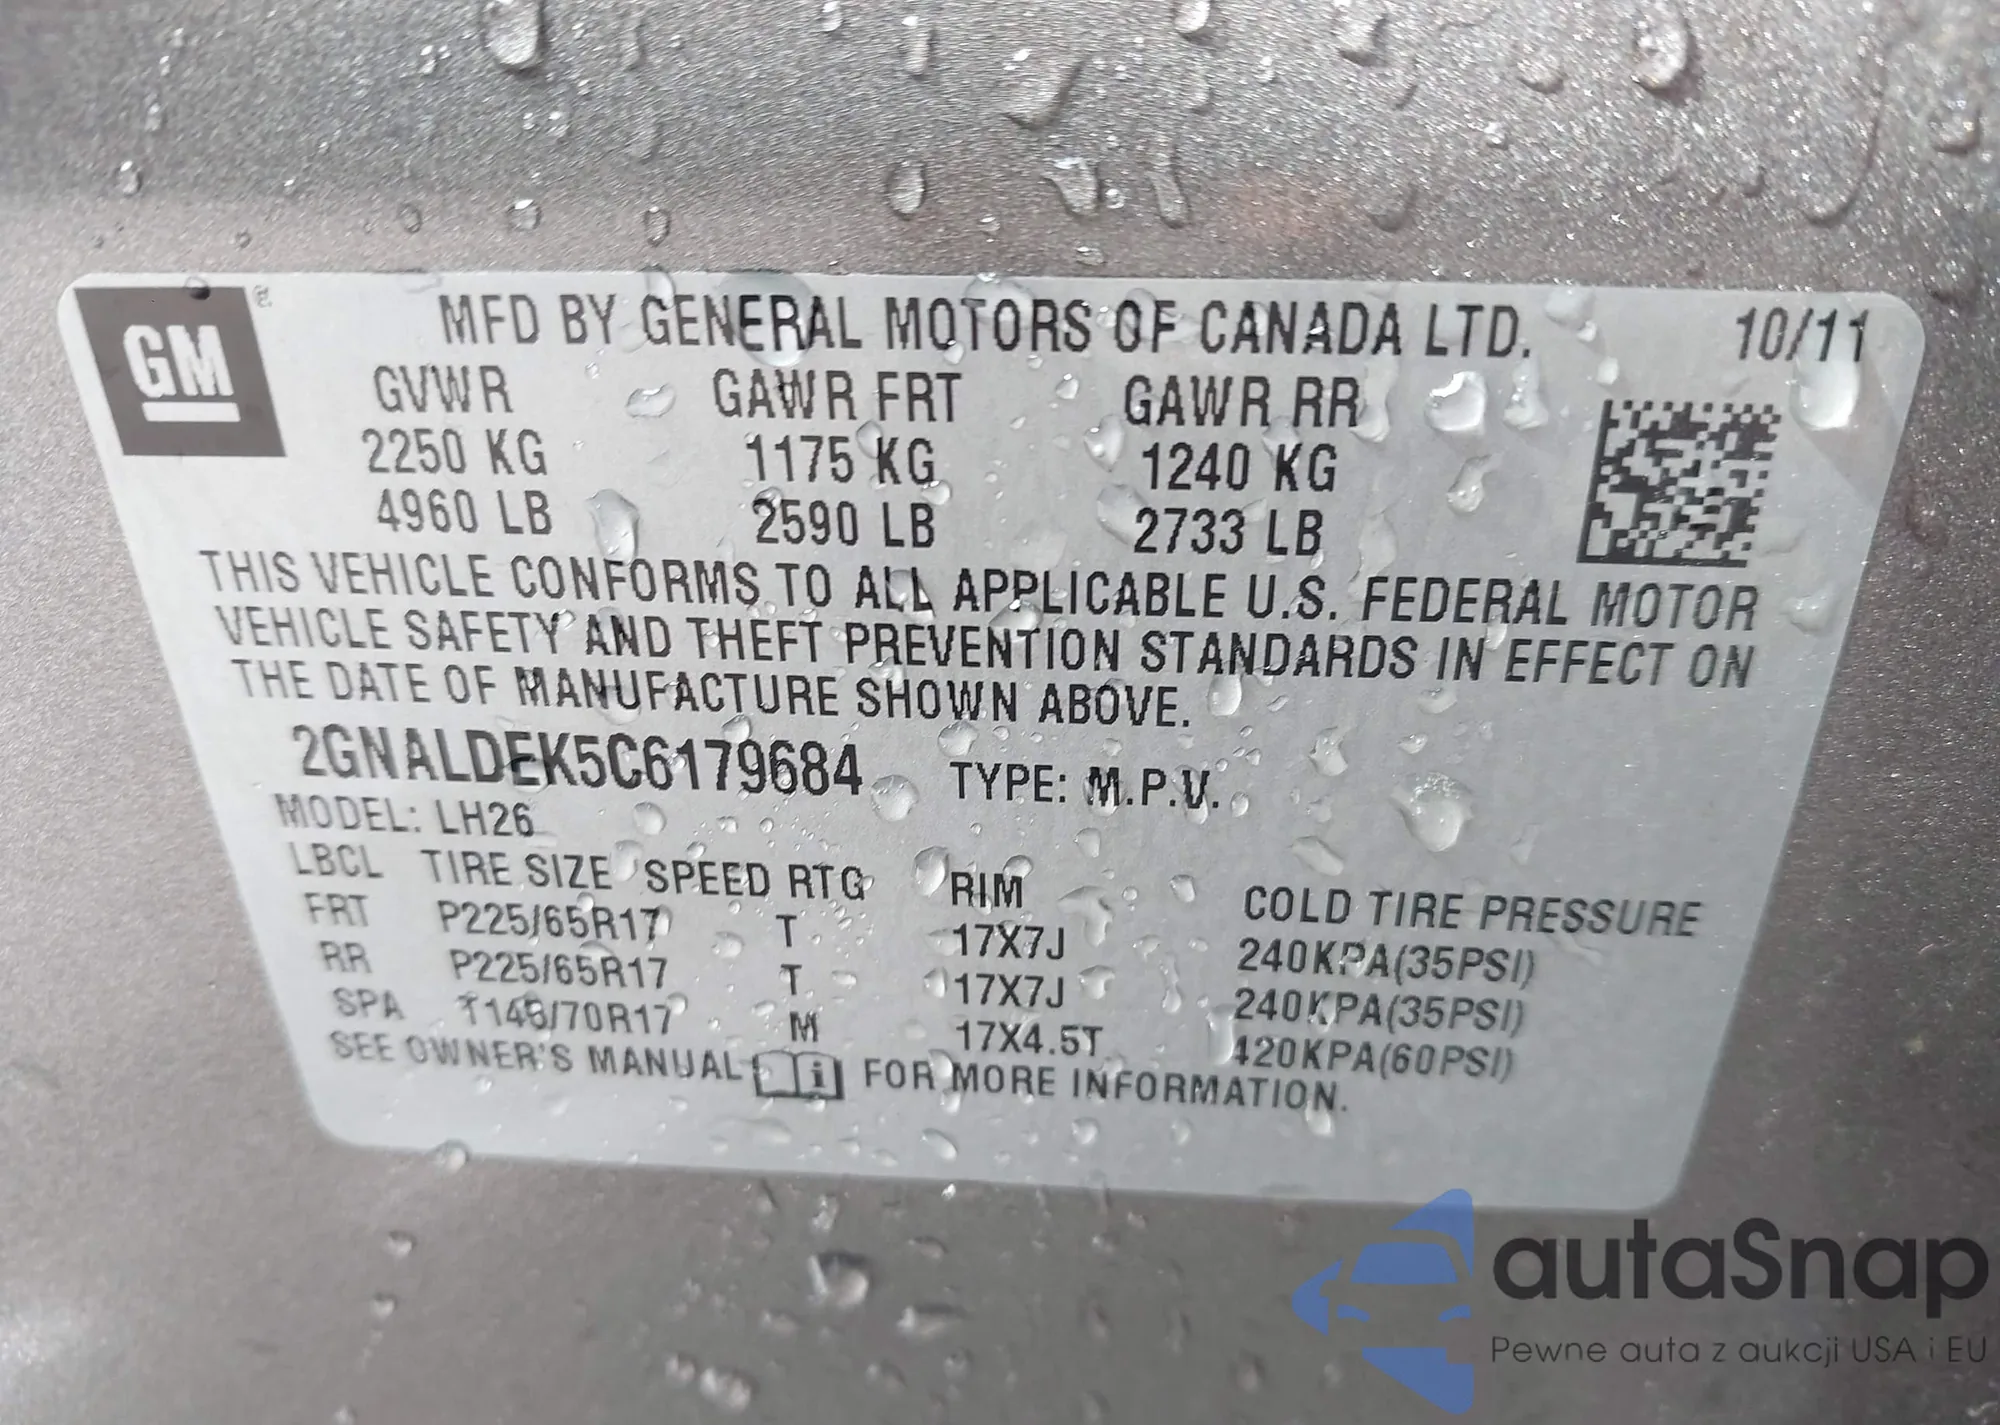 GM ®
MFD BY GENERAL MOTORS OF CANADA LTD. 10/11
GVWR GAWR FRT GAWR RR
2250 KG 1175 KG 1240 KG
4960 LB 2590 LB 2733 LB
THIS VEHICLE CONFORMS TO ALL APPLICABLE U.S. FEDERAL MOTOR
VEHICLE SAFETY AND THEFT PREVENTION STANDARDS IN EFFECT ON
THE DATE OF MANUFACTURE SHOWN ABOVE.
2GNALDEK5C6179684 TYPE: M.P.V.
MODEL: LH26
LBCL TIRE SIZE SPEED RTG RIM COLD TIRE PRESSURE
FRT P225/65R17 T 17X7J 240KPA(35PSI)
RR P225/65R17 T 17X7J 240KPA(35PSI)
SPA T145/70R17 M 17X4.5T 420KPA(60PSI)
SEE OWNER'S MANUAL i FOR MORE INFORMATION.
autaSnap
Pewne auta z aukcji USA i EU